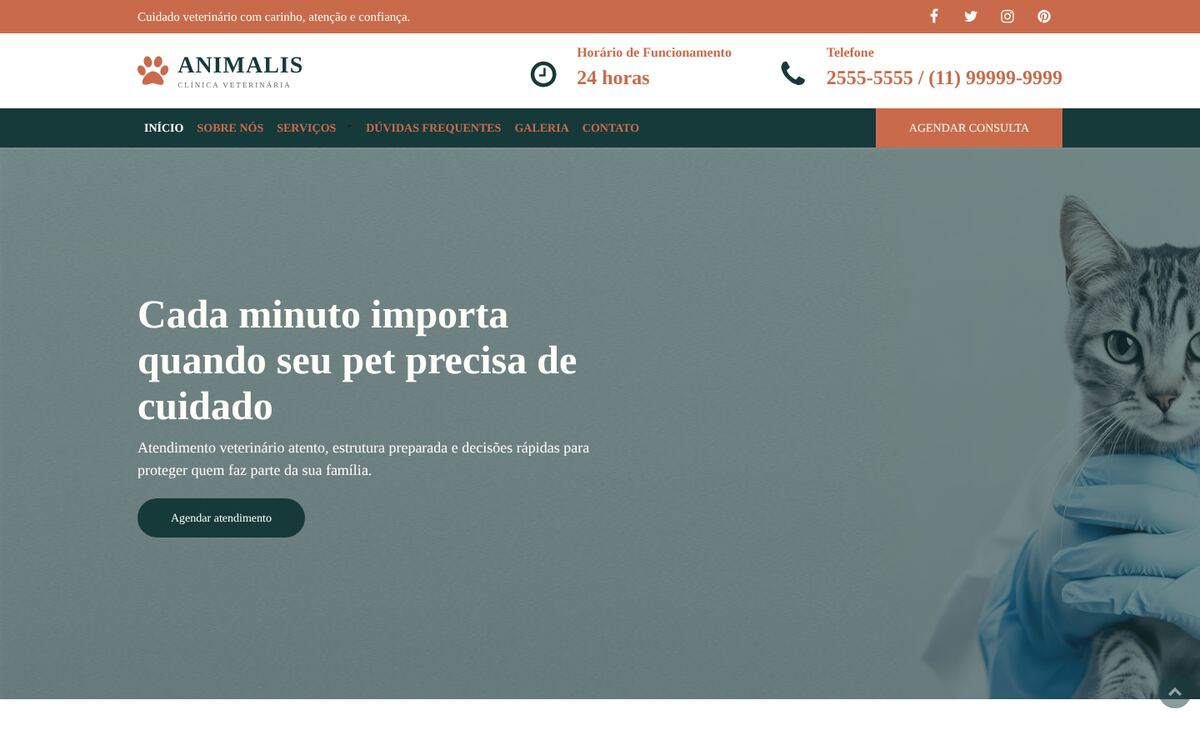 Cuidado veterinário com carinho, atenção e confiança.
ANIMALIS
CLÍNICA VETERINÁRIA
Horário de Funcionamento
24 horas
Telefone
2555-5555 / (11) 99999-9999
INÍCIO SOBRE NÓS SERVIÇOS DÚVIDAS FREQUENTES GALERIA CONTATO
AGENDAR CONSULTA
Cada minuto importa
quando seu pet precisa de
cuidado
Atendimento veterinário atento, estrutura preparada e decisões rápidas para
proteger quem faz parte da sua família.
Agendar atendimento